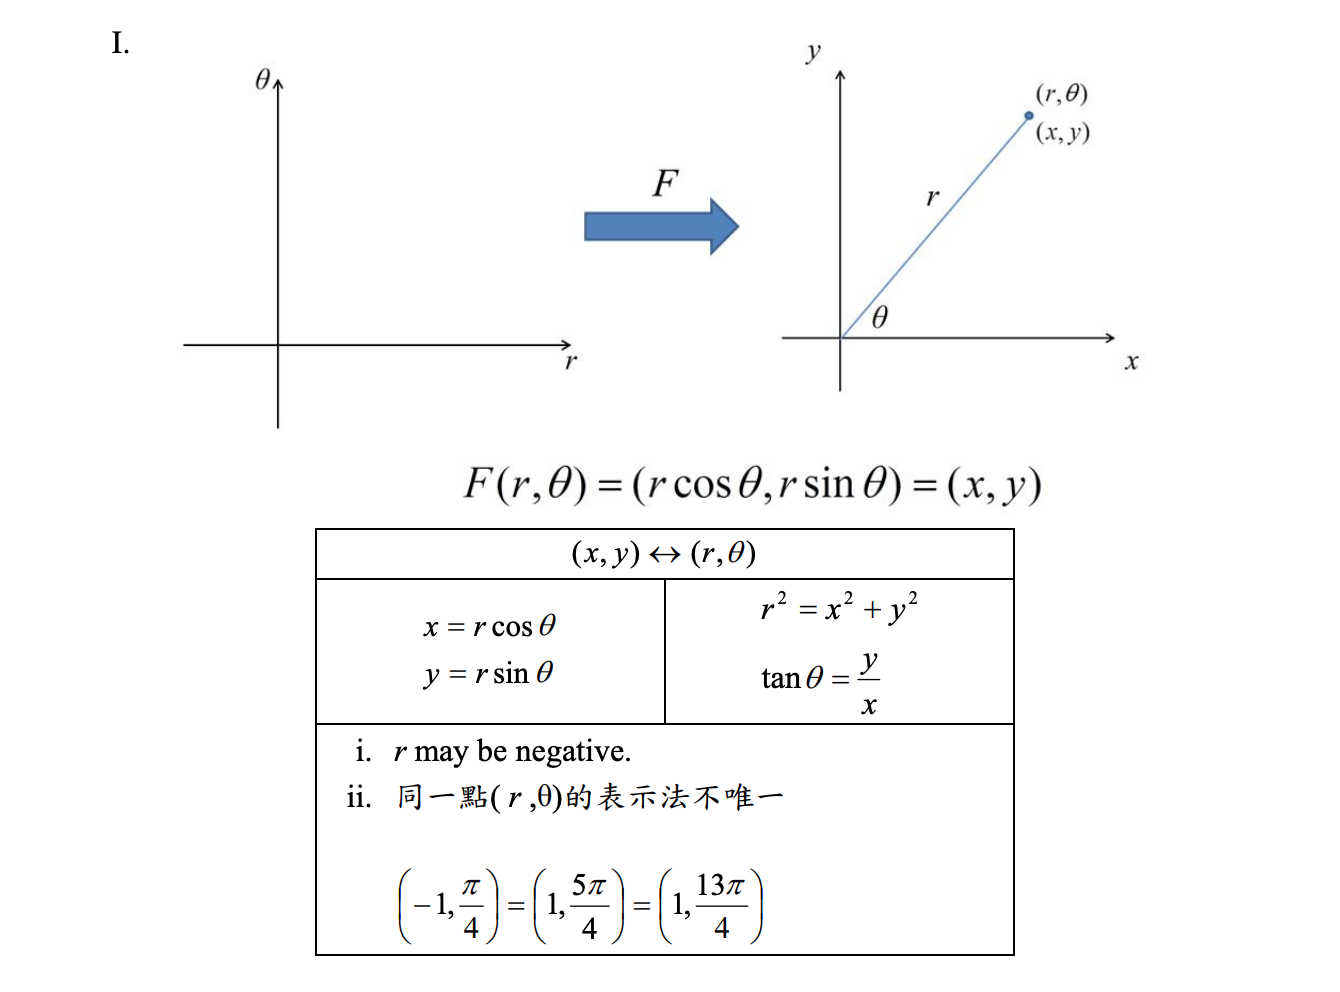 I.
θ
r
F
y
(r,θ)
(x, y)
r
θ
x
F(r,θ) = (r cos θ, r sin θ) = (x, y)
(x, y) ↔ (r,θ)
x = r cos θ
y = r sin θ
r² = x² + y²
tan θ = y/x
i. r may be negative.
ii. 同一點( r ,θ)的表示法不唯一
(−1, π/4) = (1, 5π/4) = (1, 13π/4)